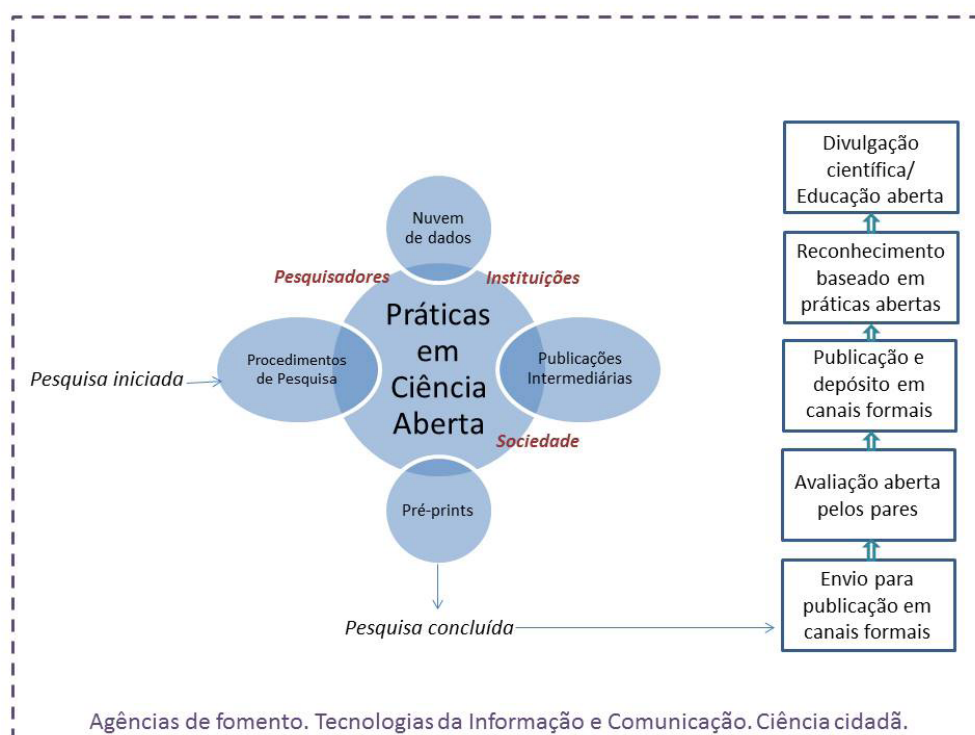 Nuvem
de dados
Pesquisadores
Instituições
Práticas
em
Ciência
Aberta
Procedimentos
de Pesquisa
Publicações
Intermediárias
Pesquisa iniciada
Sociedade
Pré-prints
Pesquisa concluída
Divulgação
científica/
Educação aberta
Reconhecimento
baseado em
práticas abertas
Publicação e
depósito em
canais formais
Avaliação aberta
pelos pares
Envio para
publicação em
canais formais
Agências de fomento. Tecnologias da Informação e Comunicação. Ciência cidadã.